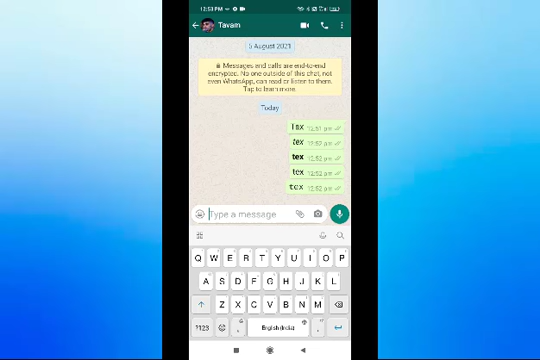 12:53 PM
Tavam
5 August 2021
Messages and calls are end-to-end
encrypted. No one outside of this chat, not
even WhatsApp, can read or listen to them.
Tap to learn more.
Today
Tex 12:51 pm
tex 12:52 pm
tex 12:52 pm
tex 12:52 pm
tex 12:52 pm
Type a message
Q W E R T Y U I O P
A S D F G H J K L
Z X C V B N M
?123 English (India)